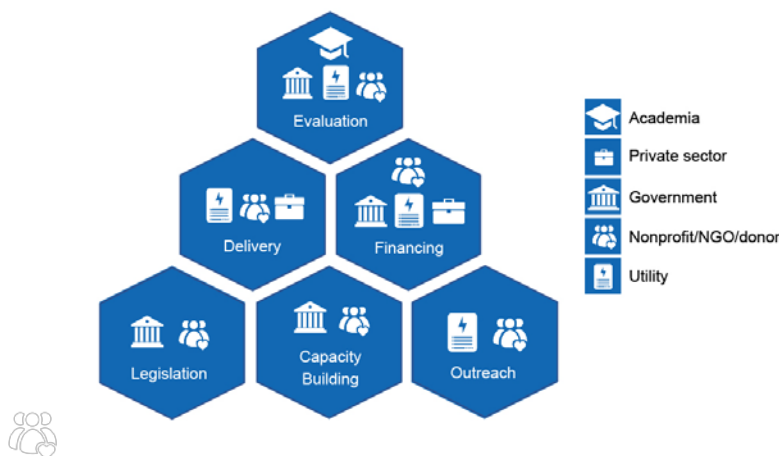 Evaluation
Delivery
Financing
Legislation
Capacity
Building
Outreach
Academia
Private sector
Government
Nonprofit/NGO/donor
Utility